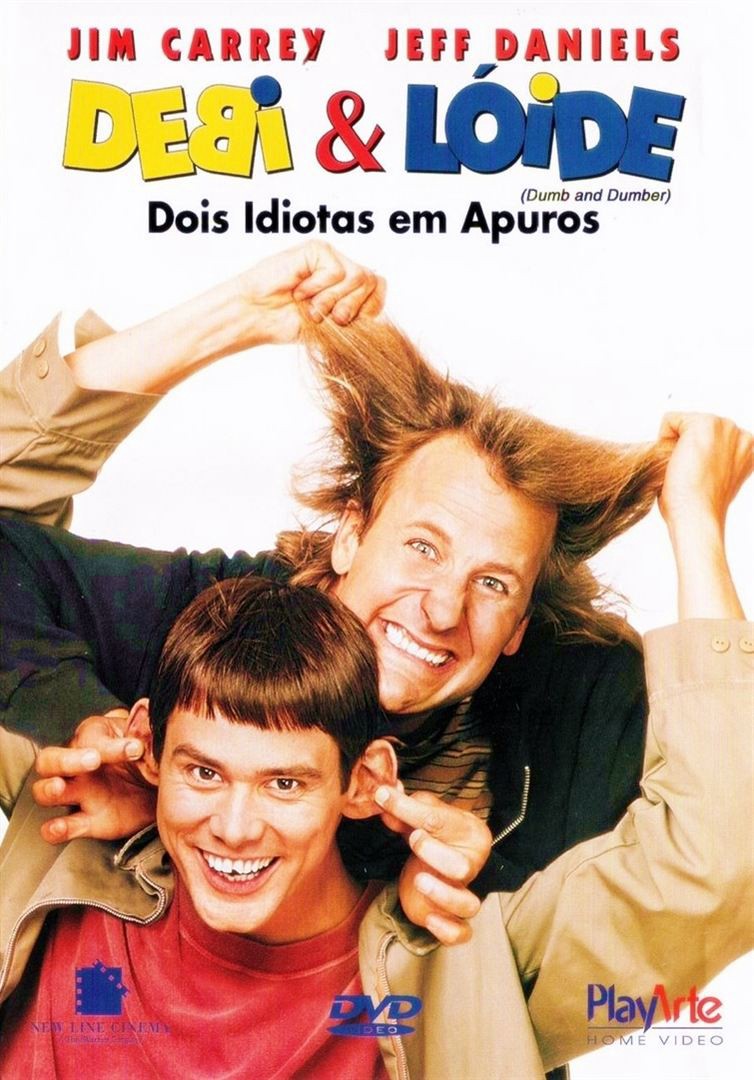 JIM CARREY JEFF DANIELS
DEBi & LÓiDE
(Dumb and Dumber)
Dois Idiotas em Apuros
NEW LINE CINEMA
DVD
VIDEO
PlayArte
HOME VIDEO